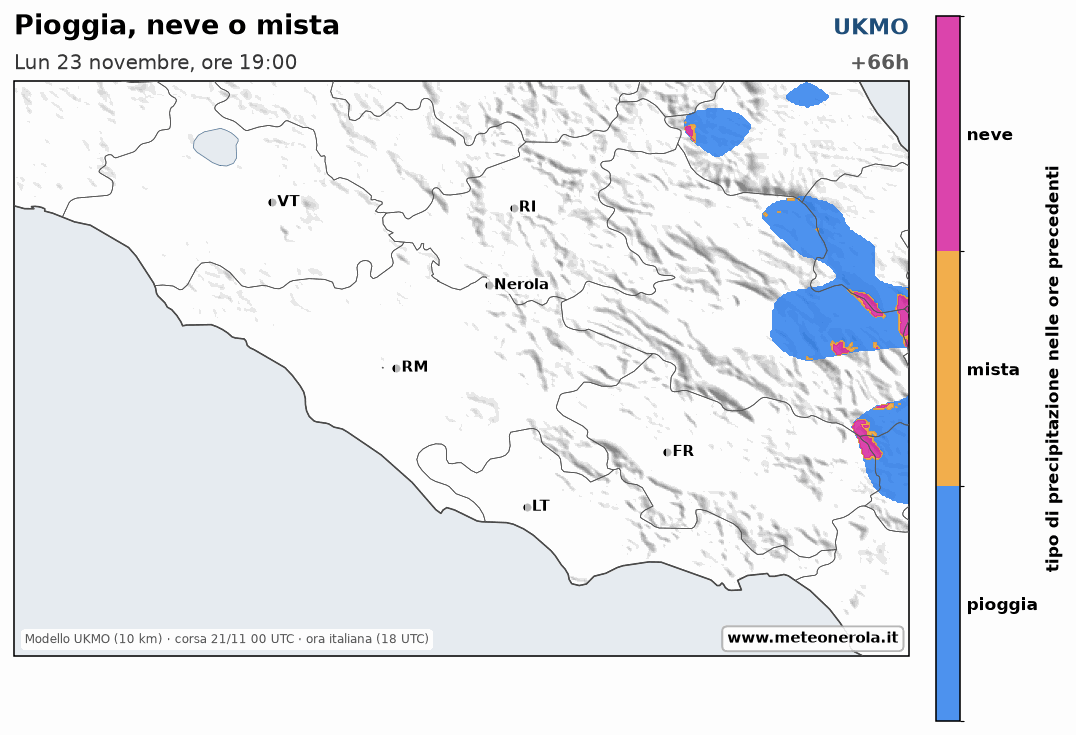 Pioggia, neve o mista
UKMO
Lun 23 novembre, ore 19:00
+66h
neve
VT
RI
Nerola
mista
RM
FR
LT
pioggia
tipo di precipitazione nelle ore precedenti
Modello UKMO (10 km) · corsa 21/11 00 UTC · ora italiana (18 UTC)
www.meteonerola.it